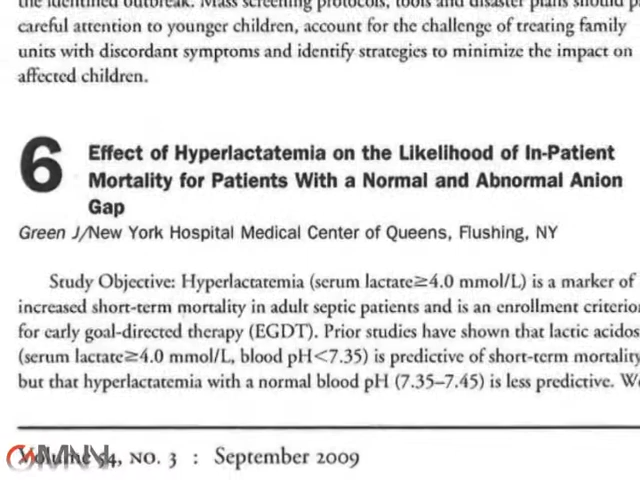 the identified outbreak. Mass screening protocols, tools and disaster plans should p
careful attention to younger children, account for the challenge of treating family
units with discordant symptoms and identify strategies to minimize the impact on
affected children.
6 Effect of Hyperlactatemia on the Likelihood of In-Patient
Mortality for Patients With a Normal and Abnormal Anion
Gap
Green J/New York Hospital Medical Center of Queens, Flushing, NY
Study Objective: Hyperlactatemia (serum lactate≥4.0 mmol/L) is a marker of
increased short-term mortality in adult septic patients and is an enrollment criterion
for early goal-directed therapy (EGDT). Prior studies have shown that lactic acidos
(serum lactate≥4.0 mmol/L, blood pH<7.35) is predictive of short-term mortality
but that hyperlactatemia with a normal blood pH (7.35–7.45) is less predictive. We
Volume 54, NO. 3 : September 2009